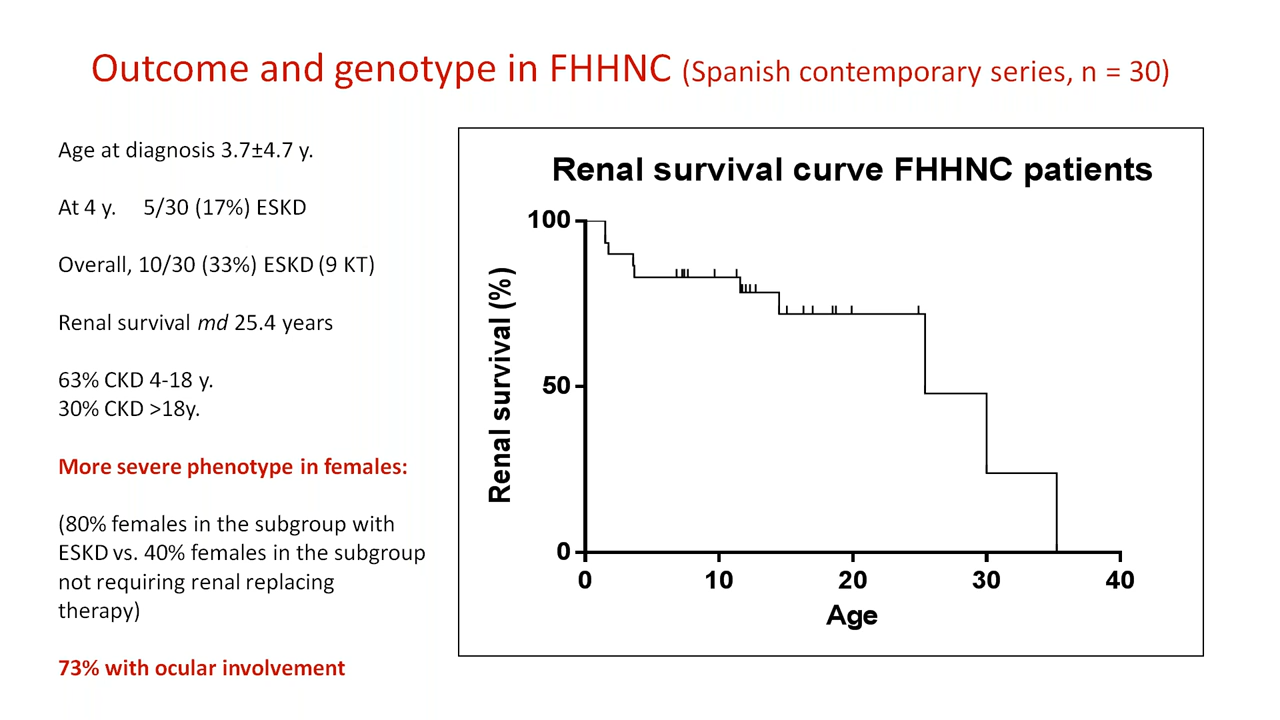 Outcome and genotype in FHHNC (Spanish contemporary series, n = 30)
Age at diagnosis 3.7±4.7 y.
At 4 y. 5/30 (17%) ESKD
Overall, 10/30 (33%) ESKD (9 KT)
Renal survival md 25.4 years
63% CKD 4-18 y.
30% CKD >18y.
More severe phenotype in females:
(80% females in the subgroup with
ESKD vs. 40% females in the subgroup
not requiring renal replacing
therapy)
73% with ocular involvement
Renal survival curve FHHNC patients
Renal survival (%)
100
50
0
0 10 20 30 40
Age